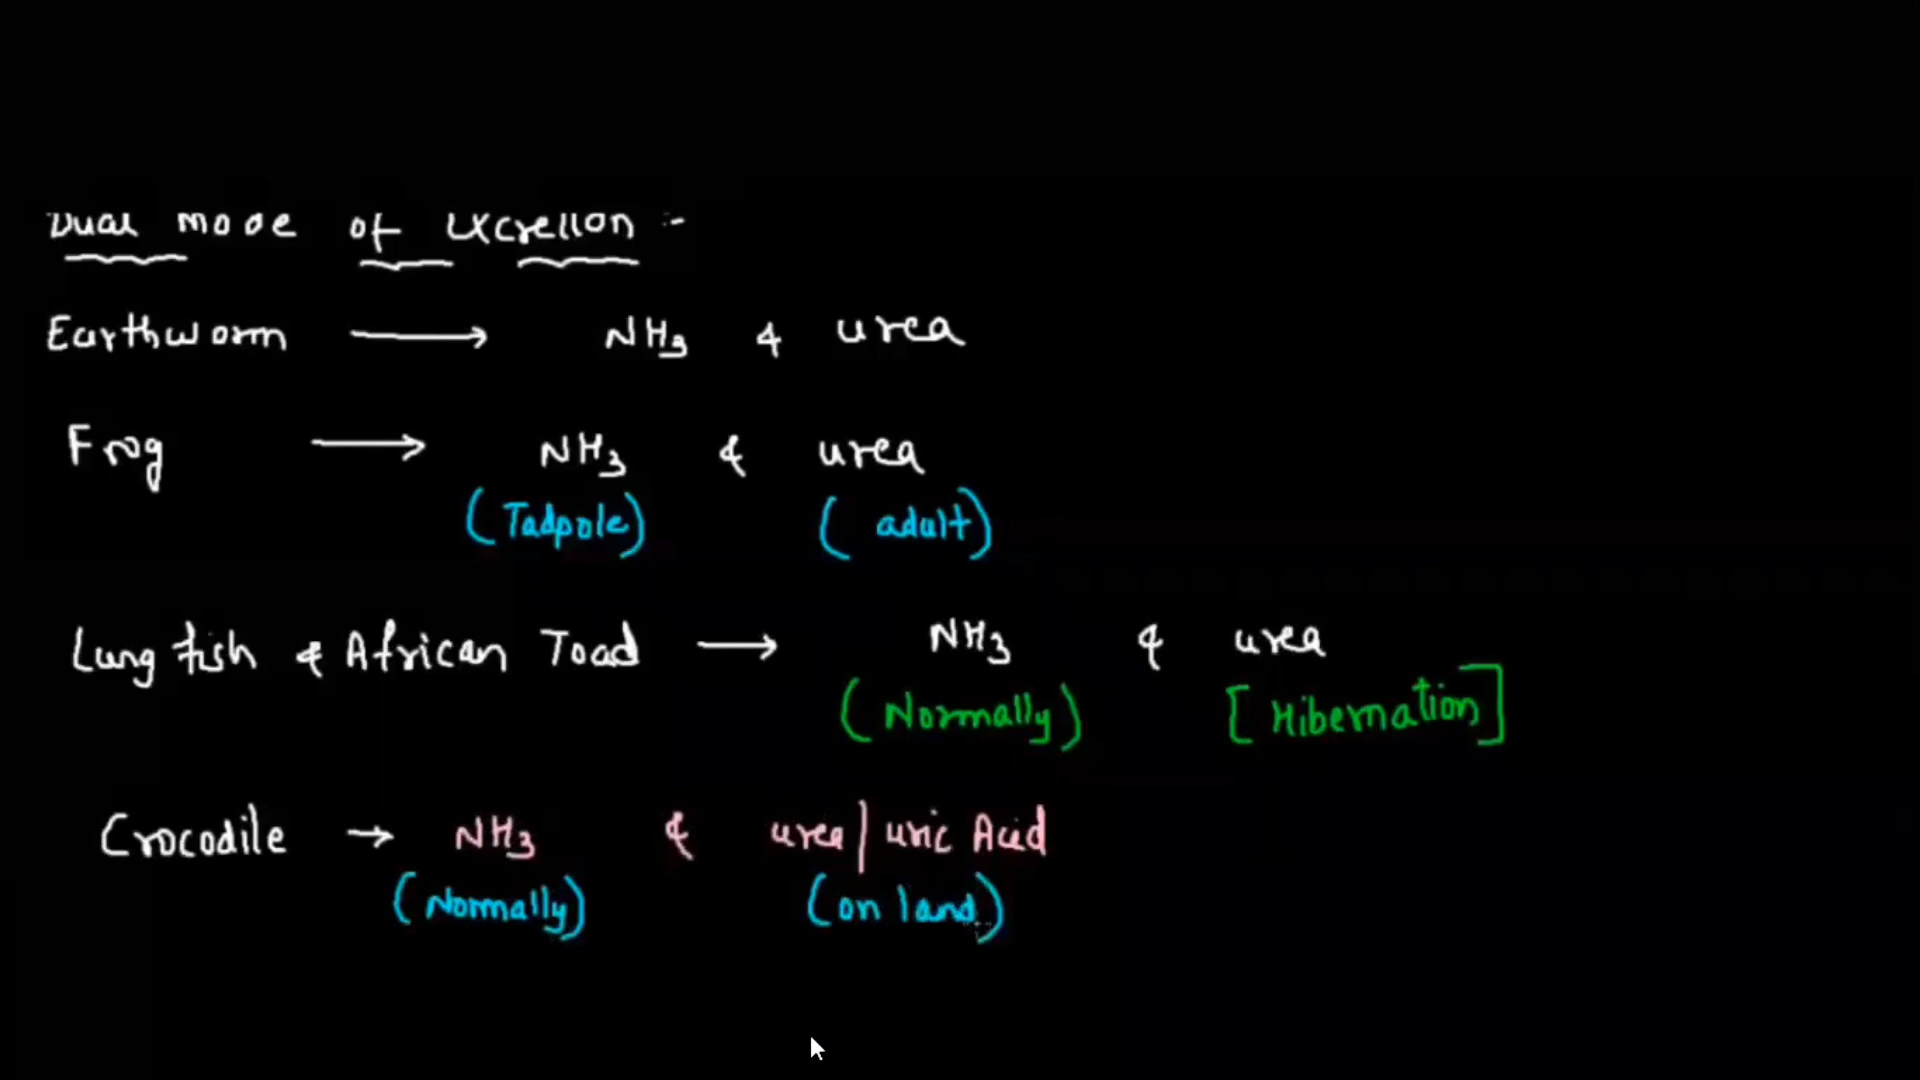 Dual mode of Excretion :-
Earthworm → NH3 & urea
Frog → NH3 & urea
(Tadpole) (adult)
Lung fish & African Toad → NH3 & urea
(Normally) [Hibernation]
Crocodile → NH3 & urea/uric Acid
(Normally) (on land)